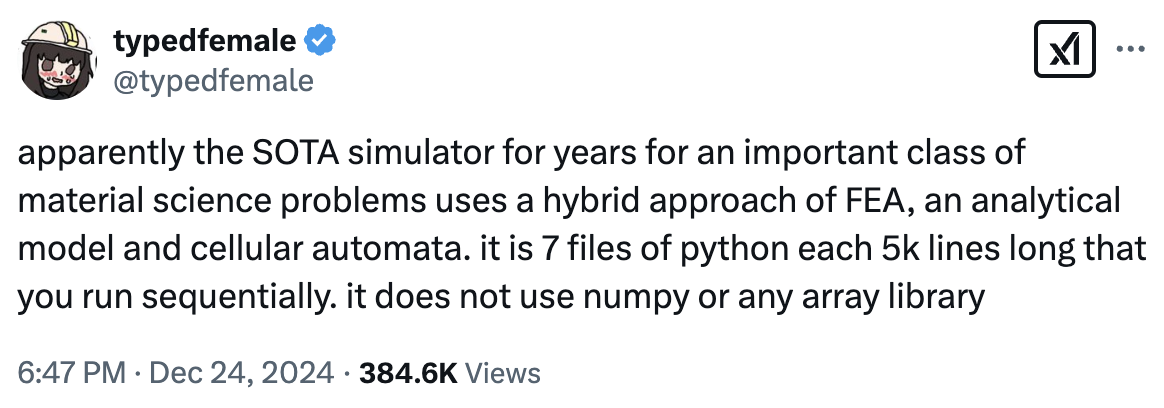 typedfemale
@typedfemale
apparently the SOTA simulator for years for an important class of
material science problems uses a hybrid approach of FEA, an analytical
model and cellular automata. it is 7 files of python each 5k lines long that
you run sequentially. it does not use numpy or any array library
6:47 PM · Dec 24, 2024 · 384.6K Views